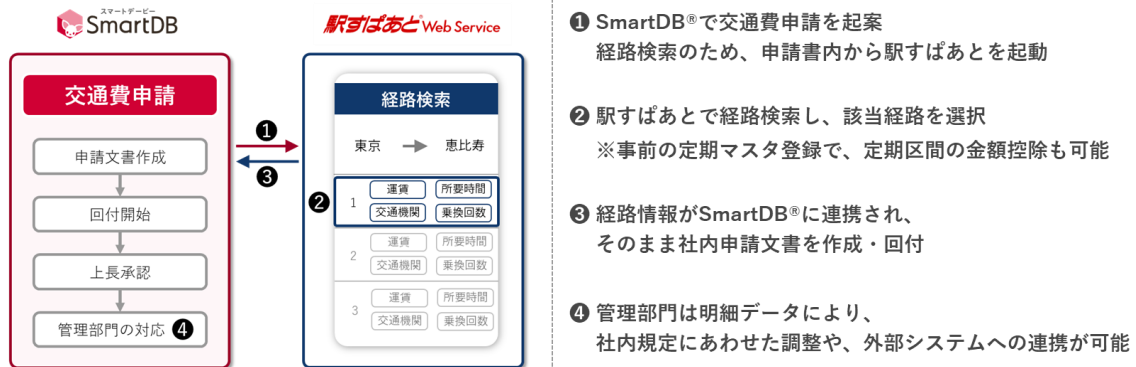 スマートデービー
SmartDB
駅すぱあと Web Service
交通費申請
申請文書作成
回付開始
上長承認
管理部門の対応 ❹
❶
❸
❷
経路検索
東京 → 恵比寿
1
運賃 所要時間
交通機関 乗換回数
2
運賃 所要時間
交通機関 乗換回数
3
運賃 所要時間
交通機関 乗換回数
❶ SmartDB®で交通費申請を起案
経路検索のため、申請書内から駅すぱあとを起動
❷ 駅すぱあとで経路検索し、該当経路を選択
※事前の定期マスタ登録で、定期区間の金額控除も可能
❸ 経路情報がSmartDB®に連携され、
そのまま社内申請文書を作成・回付
❹ 管理部門は明細データにより、
社内規定にあわせた調整や、外部システムへの連携が可能